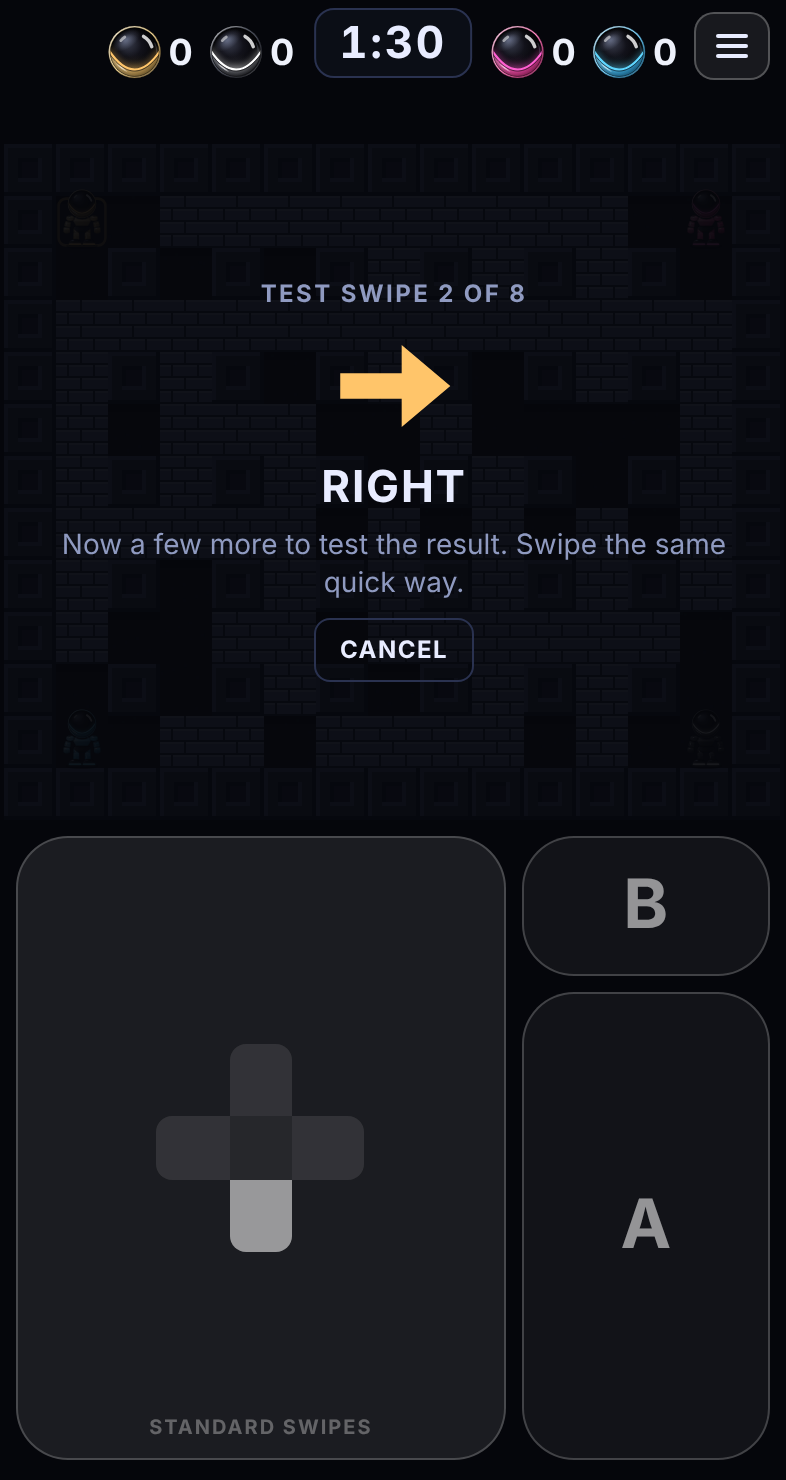 0 0 1:30 0 0
TEST SWIPE 2 OF 8
RIGHT
Now a few more to test the result. Swipe the same
quick way.
CANCEL
B
A
STANDARD SWIPES